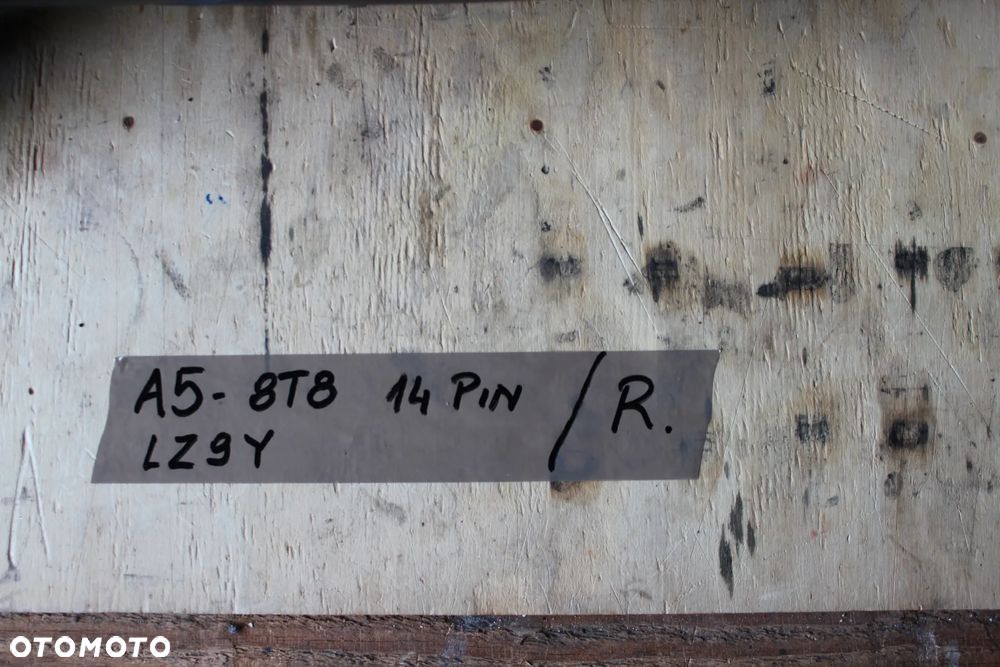 A5-8T8 14 PIN / R.
LZ9Y
OTOMOTO